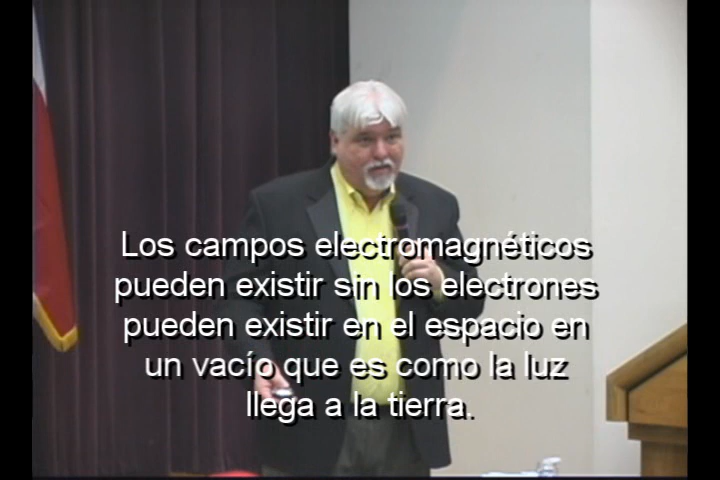 Los campos electromagnéticos
pueden existir sin los electrones
pueden existir en el espacio en
un vacío que es como la luz
llega a la tierra.